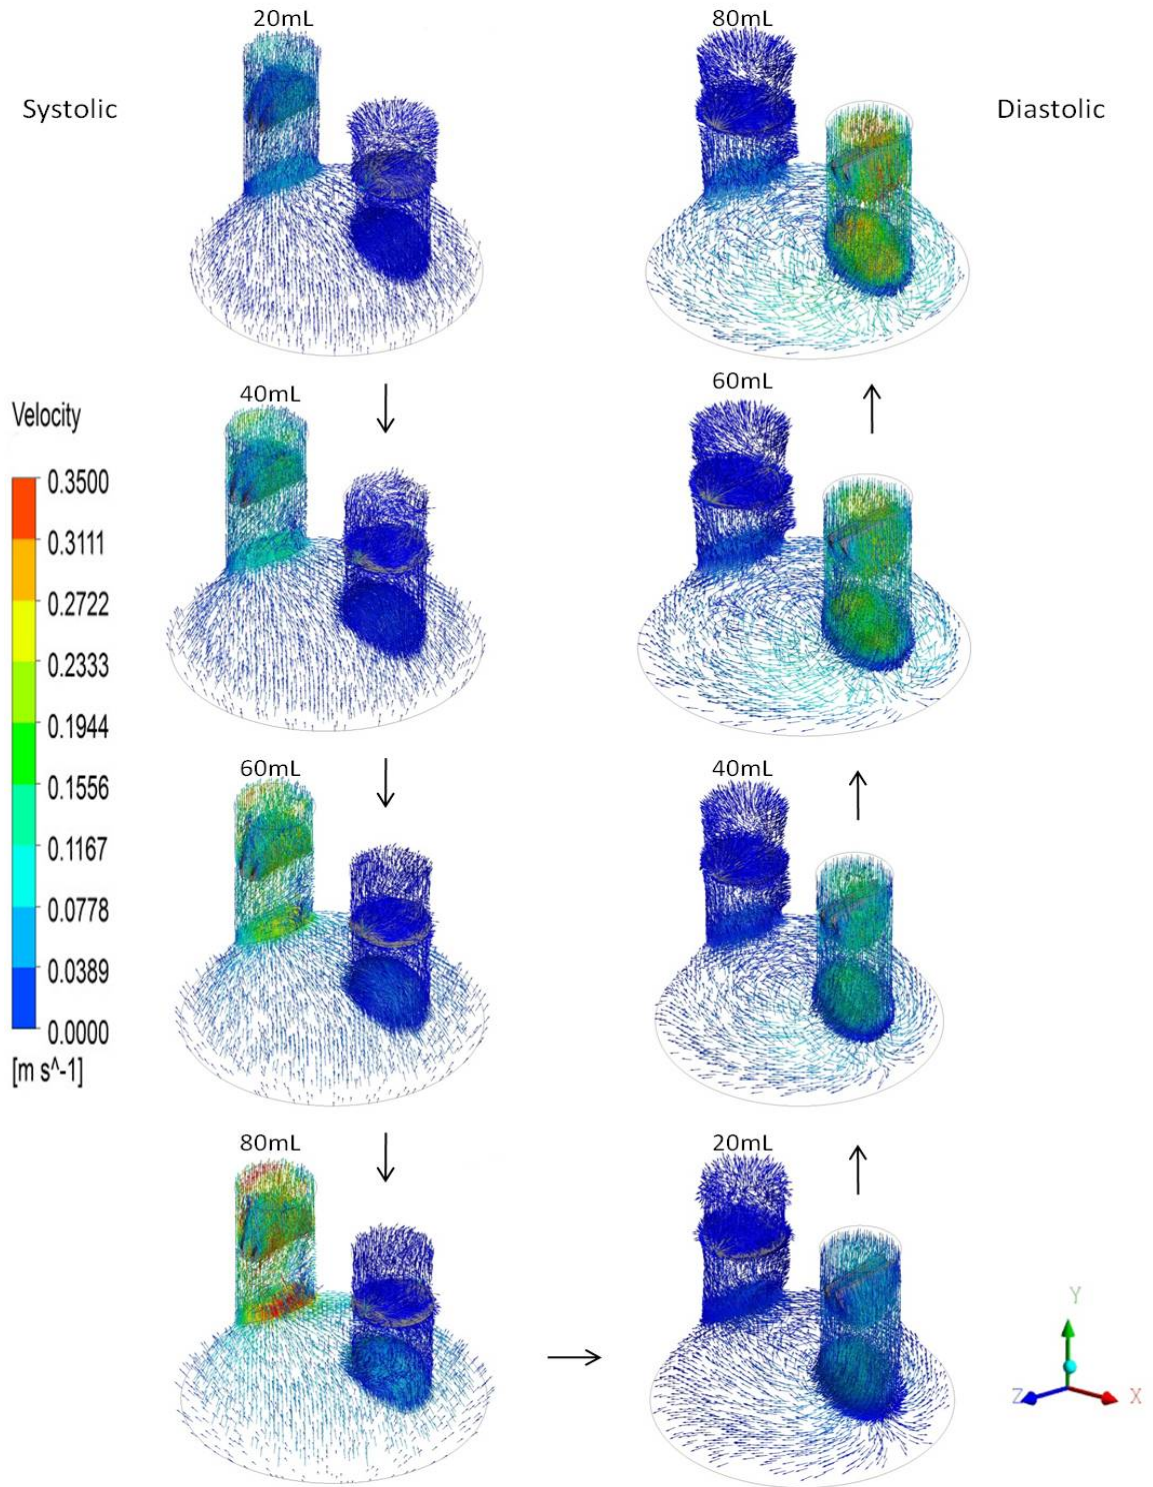 20mL
80mL
Systolic
Diastolic
40mL
60mL
Velocity
0.3500
0.3111
0.2722
0.2333
0.1944
0.1556
0.1167
0.0778
0.0389
0.0000
[m s^-1]
60mL
40mL
80mL
20mL
Y
Z
X